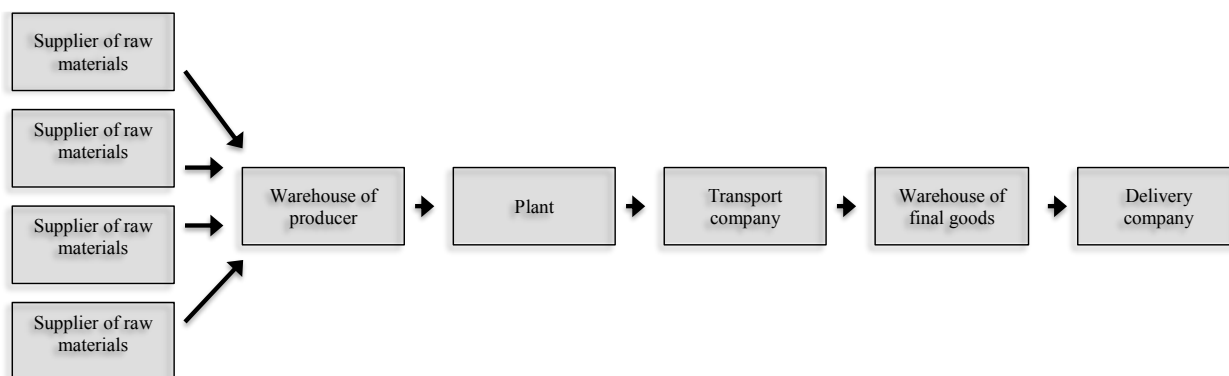 Supplier of raw
materials
Supplier of raw
materials
Supplier of raw
materials
Supplier of raw
materials
Warehouse of
producer
Plant
Transport
company
Warehouse of
final goods
Delivery
company